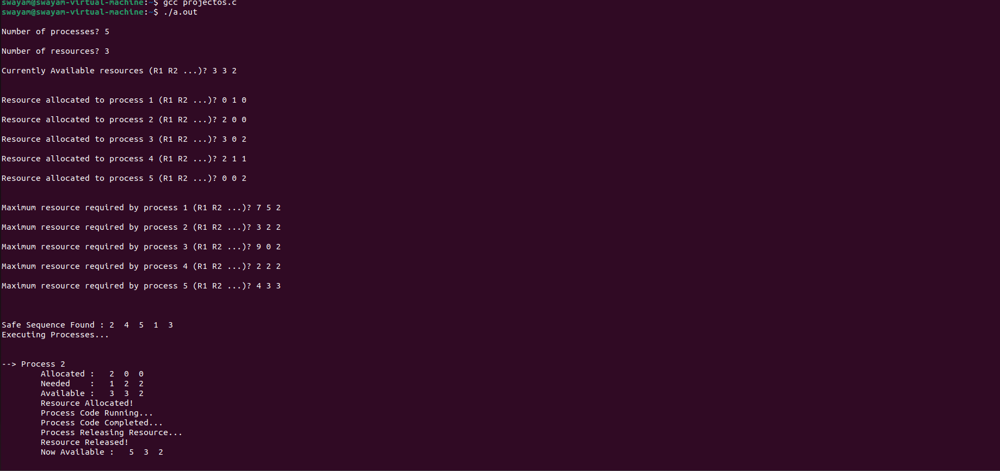 swayam@swayam-virtual-machine:~$ gcc projectos.c
swayam@swayam-virtual-machine:~$ ./a.out
Number of processes? 5
Number of resources? 3
Currently Available resources (R1 R2 ...)? 3 3 2
Resource allocated to process 1 (R1 R2 ...)? 0 1 0
Resource allocated to process 2 (R1 R2 ...)? 2 0 0
Resource allocated to process 3 (R1 R2 ...)? 3 0 2
Resource allocated to process 4 (R1 R2 ...)? 2 1 1
Resource allocated to process 5 (R1 R2 ...)? 0 0 2
Maximum resource required by process 1 (R1 R2 ...)? 7 5 2
Maximum resource required by process 2 (R1 R2 ...)? 3 2 2
Maximum resource required by process 3 (R1 R2 ...)? 9 0 2
Maximum resource required by process 4 (R1 R2 ...)? 2 2 2
Maximum resource required by process 5 (R1 R2 ...)? 4 3 3
Safe Sequence Found : 2  4  5  1  3
Executing Processes...
--> Process 2
        Allocated :   2  0  0
        Needed    :   1  2  2
        Available :   3  3  2
        Resource Allocated!
        Process Code Running...
        Process Code Completed...
        Process Releasing Resource...
        Resource Released!
        Now Available :   5  3  2